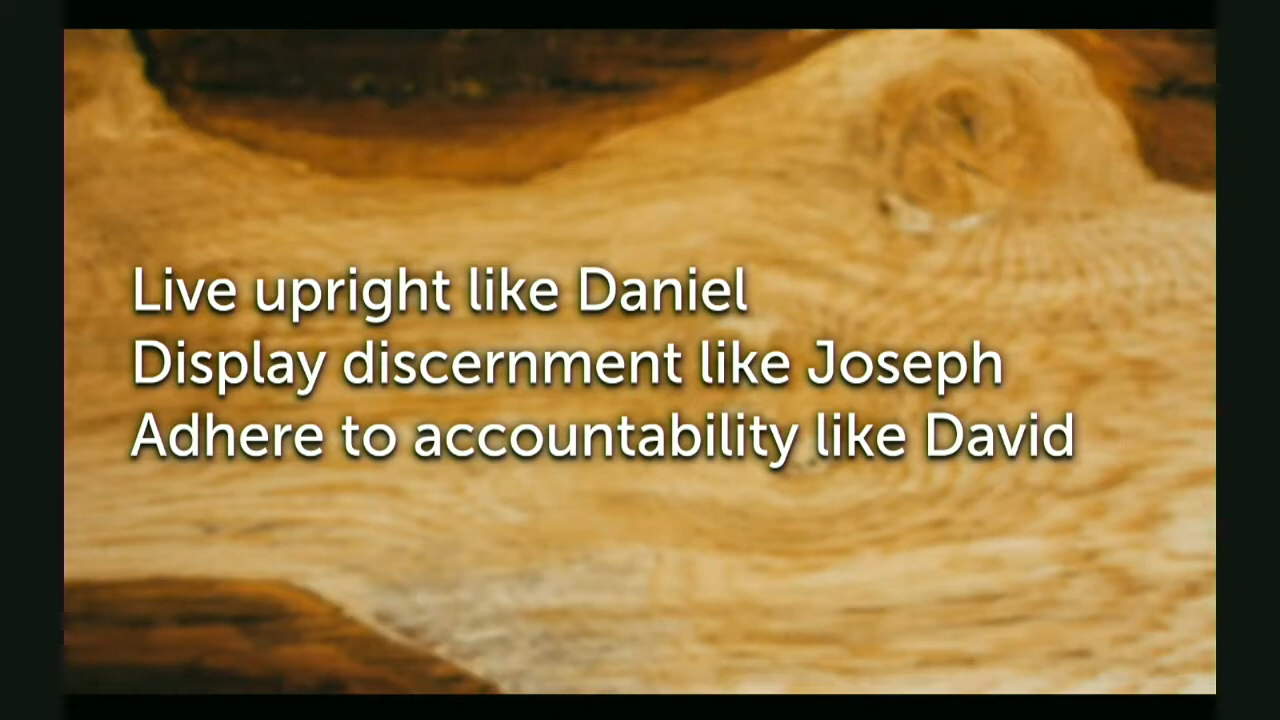 Live upright like Daniel
Display discernment like Joseph
Adhere to accountability like David